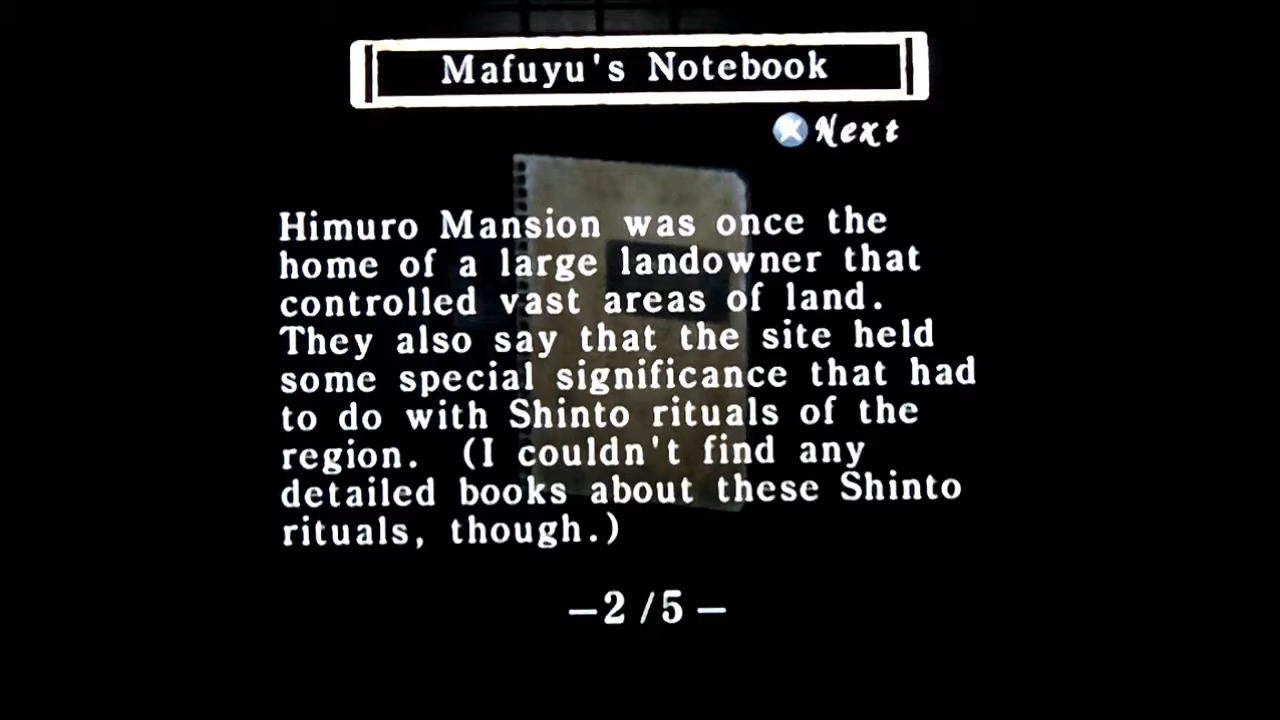 Mafuyu's Notebook
Next
Himuro Mansion was once the
home of a large landowner that
controlled vast areas of land.
They also say that the site held
some special significance that had
to do with Shinto rituals of the
region. (I couldn't find any
detailed books about these Shinto
rituals, though.)
–2/5–